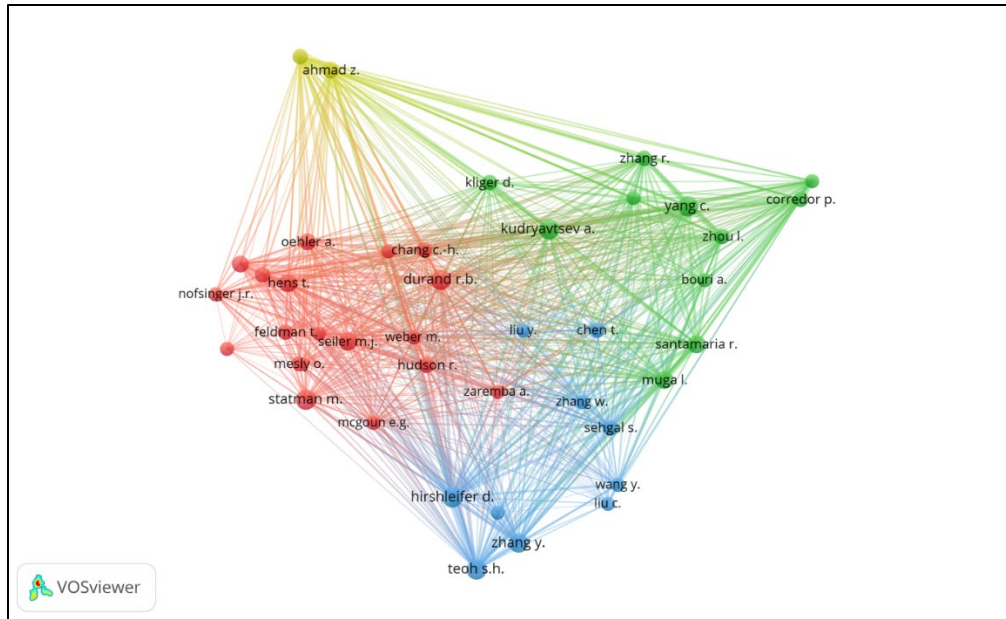 ahmad z.
zhang r.
kliger d.
yang c.
corredor p.
kudryavtsev a.
zhou l.
oehler a.
chang c.-h.
durand r.b.
bouri a.
hens t.
nofsinger j.r.
feldman t.
seiler m.j.
weber m.
liu y.
chen t.
santamaria r.
mesly o.
hudson r.
muga l.
statman m.
zaremba a.
zhang w.
mcgoun e.g.
sehgal s.
hirshleifer d.
wang y.
liu c.
zhang y.
teoh s.h.
VOSviewer